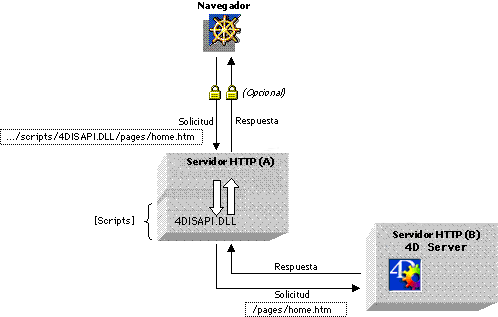 Navegador
(Opcional)
Solicitud
Respuesta
.../scripts/4DISAPI.DLL/pages/home.htm
Servidor HTTP (A)
[Scripts]
4DISAPI.DLL
Servidor HTTP (B)
4D Server
4D
Respuesta
Solicitud
/pages/home.htm